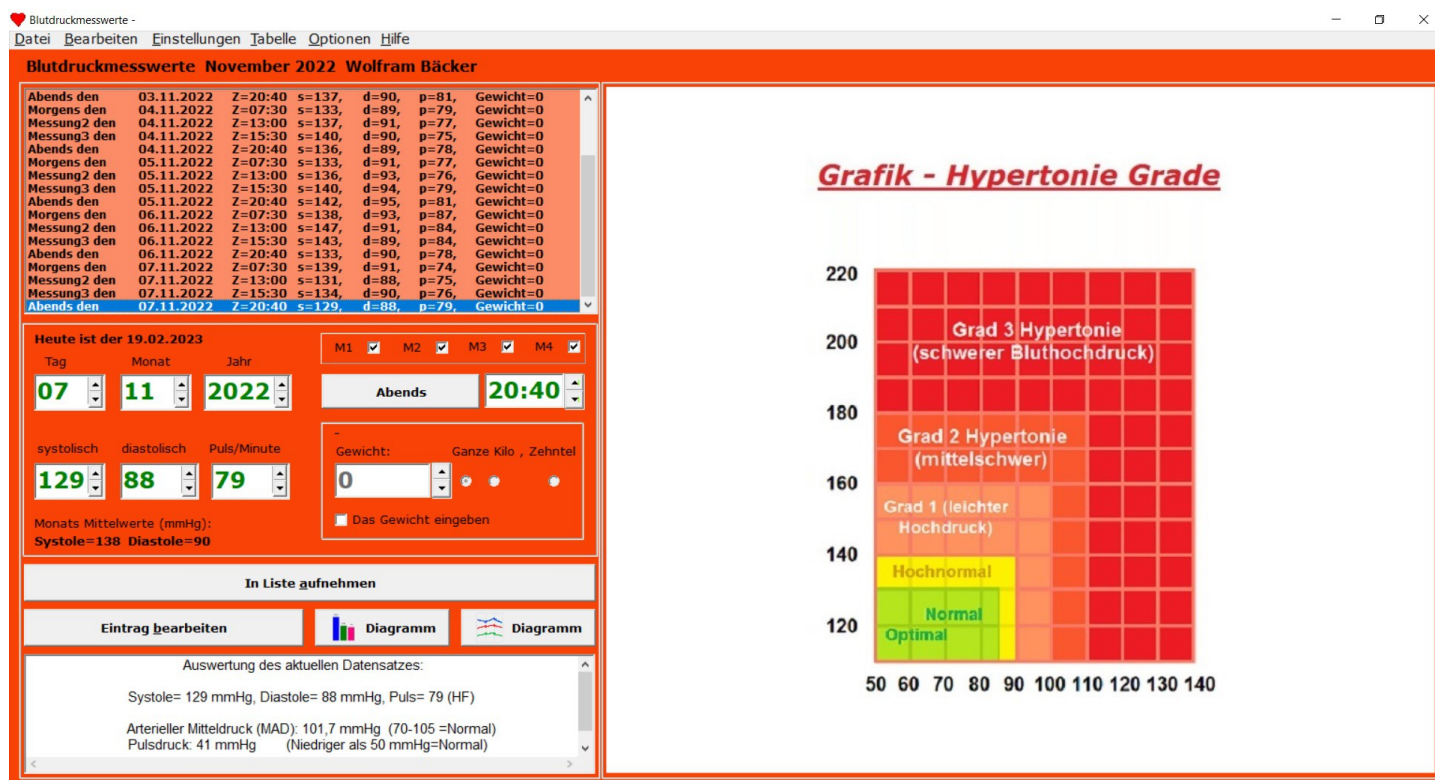 Blutdruckmesswerte -
Datei Bearbeiten Einstellungen Tabelle Optionen Hilfe
Blutdruckmesswerte November 2022 Wolfram Bäcker
Abends den 03.11.2022 Z=20:40 s=137, d=90, p=81, Gewicht=0
Morgens den 04.11.2022 Z=07:30 s=133, d=89, p=79, Gewicht=0
Messung2 den 04.11.2022 Z=13:00 s=137, d=91, p=77, Gewicht=0
Messung3 den 04.11.2022 Z=15:30 s=140, d=90, p=75, Gewicht=0
Abends den 04.11.2022 Z=20:40 s=136, d=89, p=78, Gewicht=0
Morgens den 05.11.2022 Z=07:30 s=133, d=91, p=77, Gewicht=0
Messung2 den 05.11.2022 Z=13:00 s=136, d=93, p=76, Gewicht=0
Messung3 den 05.11.2022 Z=15:30 s=140, d=94, p=79, Gewicht=0
Abends den 05.11.2022 Z=20:40 s=142, d=95, p=81, Gewicht=0
Morgens den 06.11.2022 Z=07:30 s=138, d=93, p=87, Gewicht=0
Messung2 den 06.11.2022 Z=13:00 s=147, d=91, p=84, Gewicht=0
Messung3 den 06.11.2022 Z=15:30 s=143, d=89, p=84, Gewicht=0
Abends den 06.11.2022 Z=20:40 s=133, d=90, p=78, Gewicht=0
Morgens den 07.11.2022 Z=07:30 s=139, d=91, p=74, Gewicht=0
Messung2 den 07.11.2022 Z=13:00 s=131, d=88, p=75, Gewicht=0
Messung3 den 07.11.2022 Z=15:30 s=134, d=90, p=76, Gewicht=0
Abends den 07.11.2022 Z=20:40 s=129, d=88, p=79, Gewicht=0
Heute ist der 19.02.2023
M1 M2 M3 M4
Tag Monat Jahr
07 11 2022 Abends 20:40
-
systolisch diastolisch Puls/Minute Gewicht: Ganze Kilo , Zehntel
129 88 79 0
Das Gewicht eingeben
Monats Mittelwerte (mmHg):
Systole=138 Diastole=90
In Liste aufnehmen
Eintrag bearbeiten Diagramm Diagramm
Auswertung des aktuellen Datensatzes:
Systole= 129 mmHg, Diastole= 88 mmHg, Puls= 79 (HF)
Arterieller Mitteldruck (MAD): 101,7 mmHg (70-105 =Normal)
Pulsdruck: 41 mmHg (Niedriger als 50 mmHg=Normal)
Grafik - Hypertonie Grade
220
200
180
160
140
120
Grad 3 Hypertonie
(schwerer Bluthochdruck)
Grad 2 Hypertonie
(mittelschwer)
Grad 1 (leichter
Hochdruck)
Hochnormal
Normal
Optimal
50 60 70 80 90 100 110 120 130 140